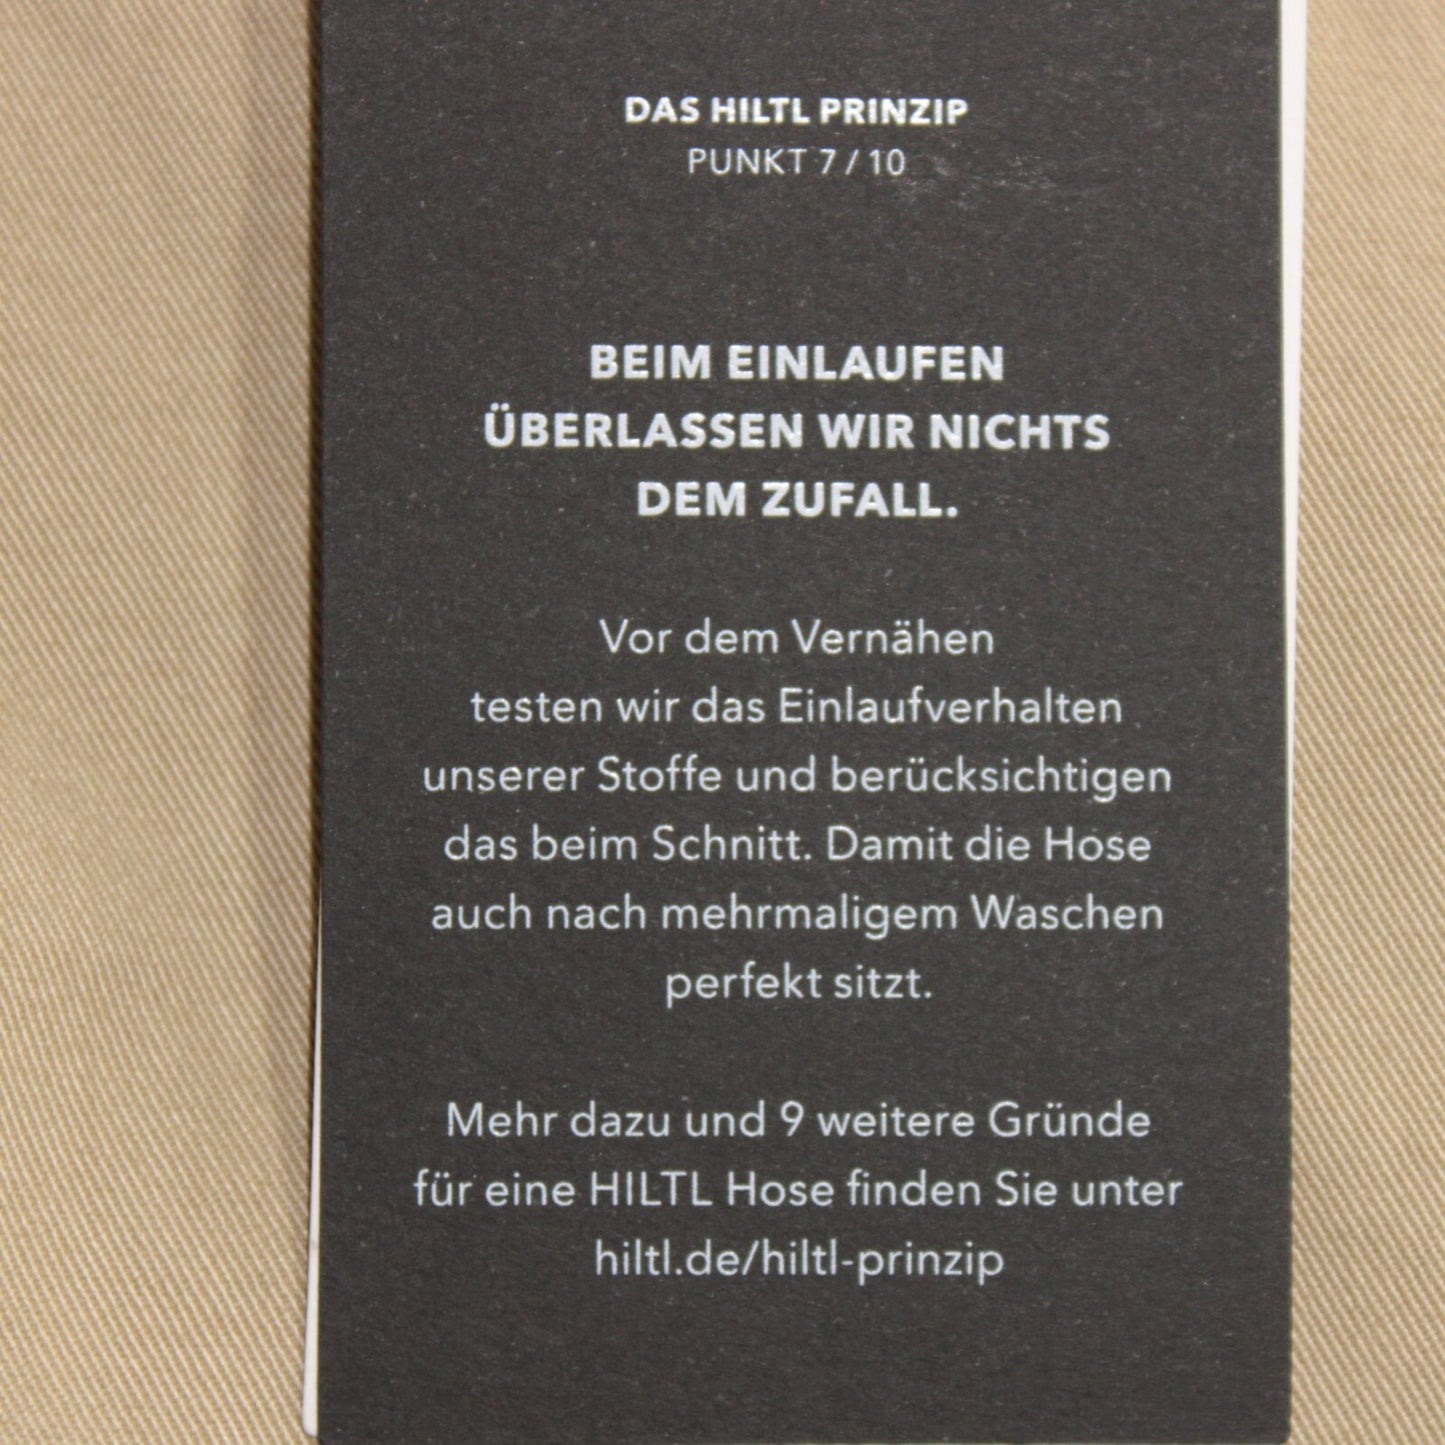 DAS HILTL PRINZIP
PUNKT 7 / 10
BEIM EINLAUFEN
ÜBERLASSEN WIR NICHTS
DEM ZUFALL.
Vor dem Vernähen
testen wir das Einlaufverhalten
unserer Stoffe und berücksichtigen
das beim Schnitt. Damit die Hose
auch nach mehrmaligem Waschen
perfekt sitzt.
Mehr dazu und 9 weitere Gründe
für eine HILTL Hose finden Sie unter
hiltl.de/hiltl-prinzip